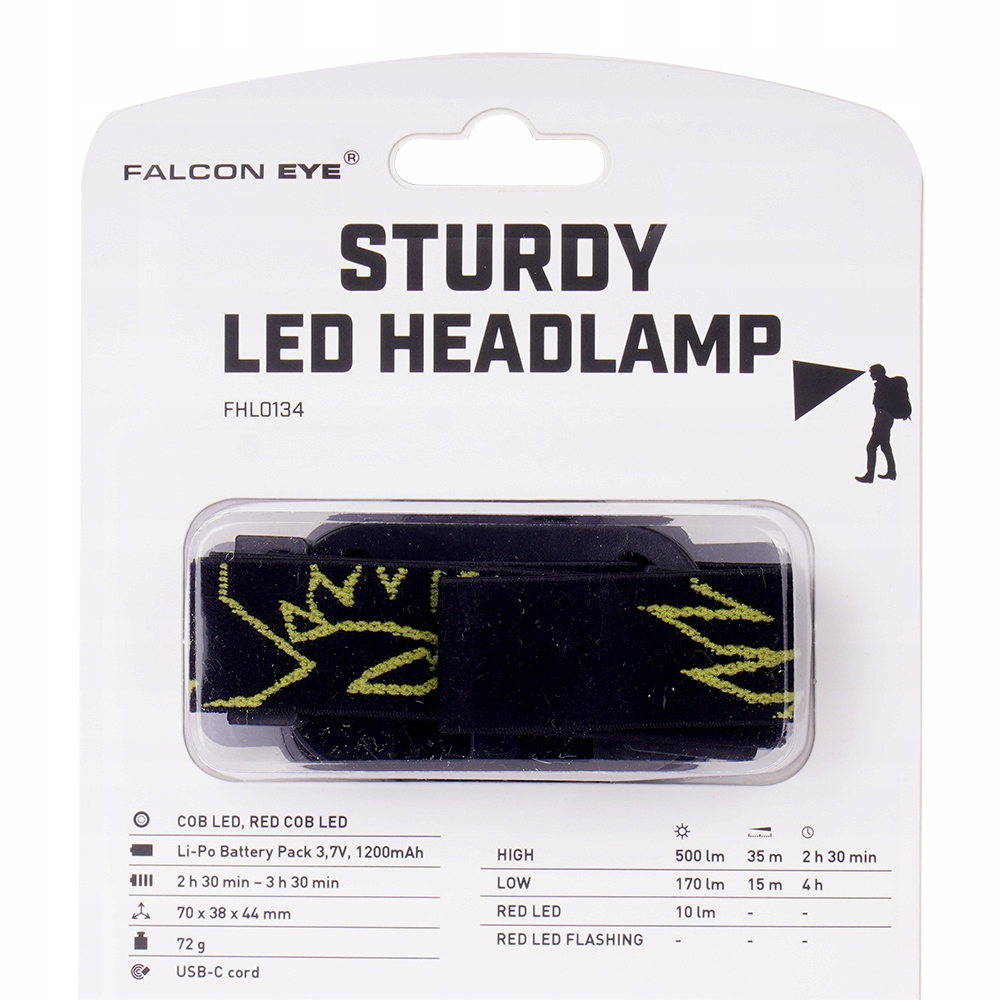 FALCON EYE®
STURDY
LED HEADLAMP
FHL0134
COB LED, RED COB LED
Li-Po Battery Pack 3,7V, 1200mAh
2 h 30 min – 3 h 30 min
70 x 38 x 44 mm
72 g
USB-C cord
HIGH 500 lm 35 m 2 h 30 min
LOW 170 lm 15 m 4 h
RED LED 10 lm - -
RED LED FLASHING - - -